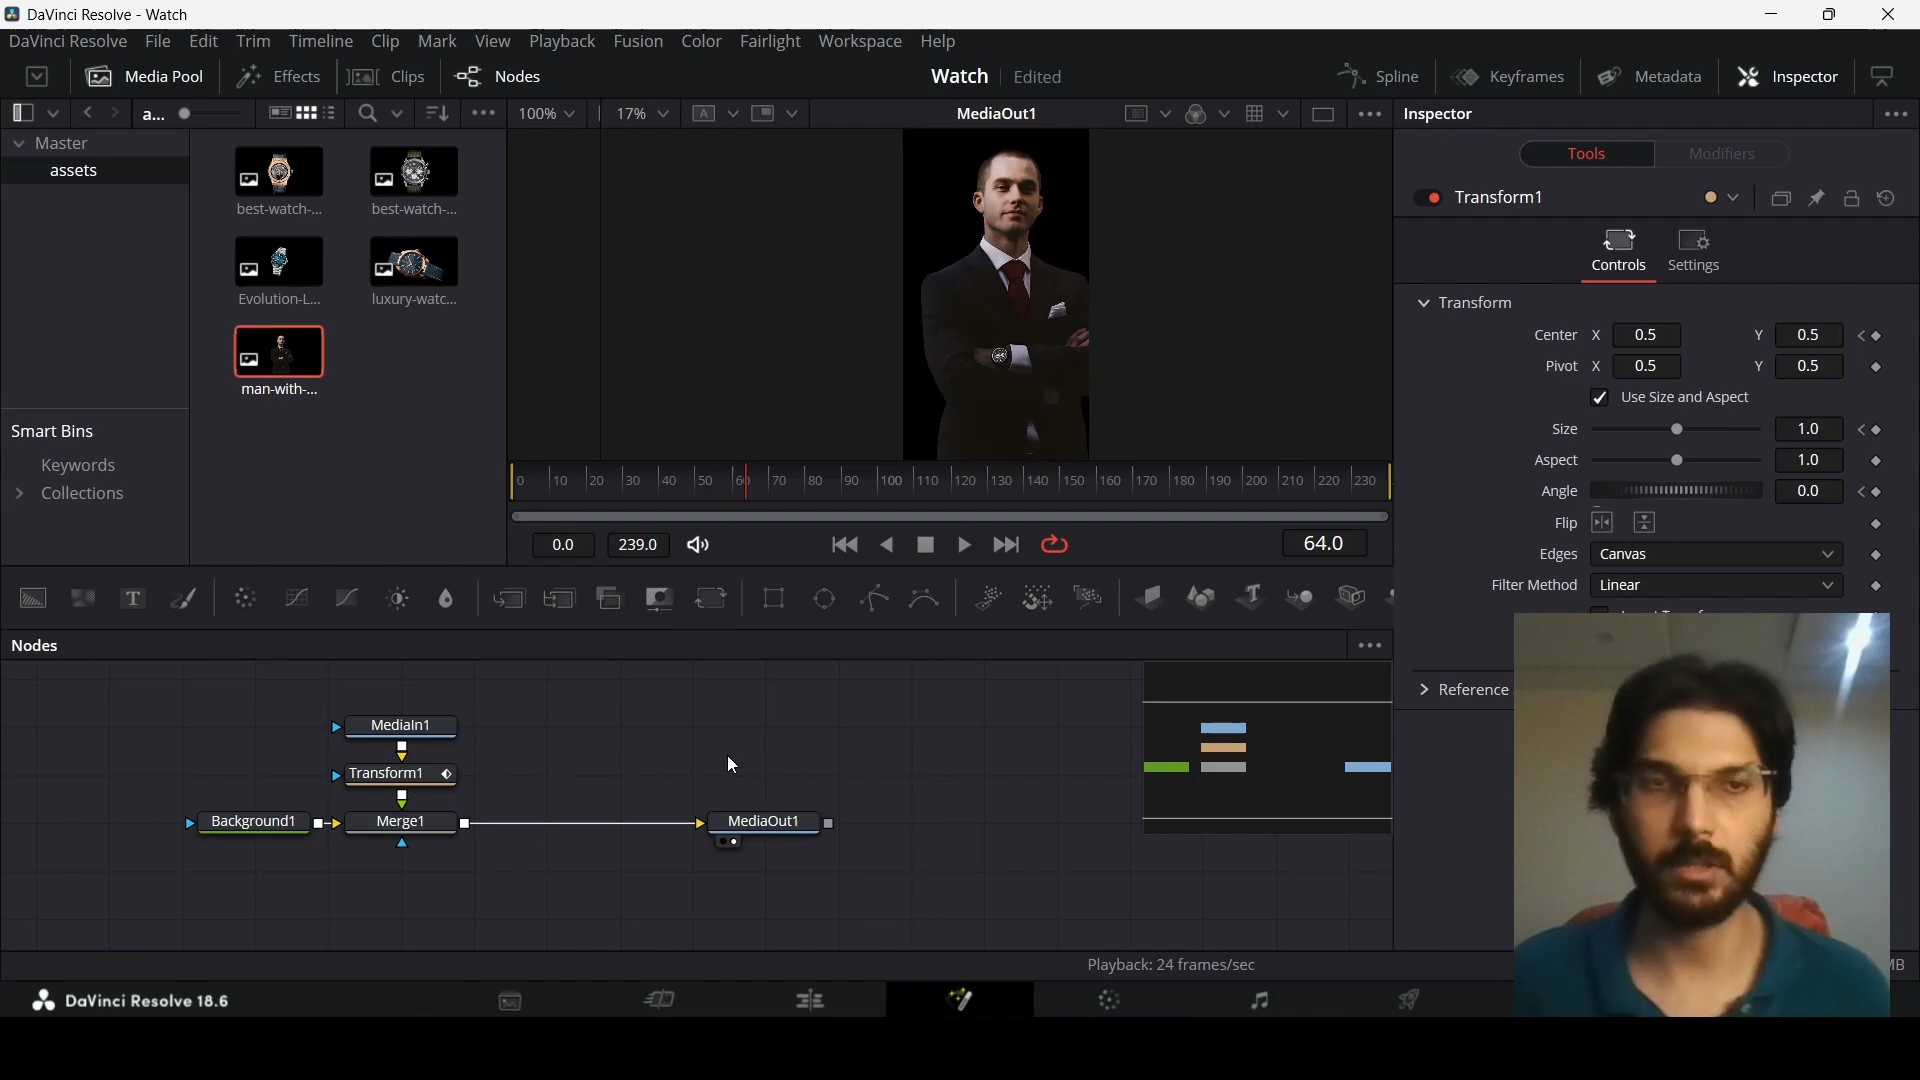 DaVinci Resolve - Watch
DaVinci Resolve File Edit Trim Timeline Clip Mark View Playback Fusion Color Fairlight Workspace Help
Media Pool Effects Clips Nodes Watch Edited Spline Keyframes Metadata Inspector
a... 100% 17% A MediaOut1 Inspector
Master
assets
Tools Modifiers
best-watch-... best-watch-...
Transform1
Controls Settings
Evolution-L... luxury-watc...
Transform
Center X 0.5 Y 0.5
Pivot X 0.5 Y 0.5
man-with-...
Use Size and Aspect
Smart Bins
Size 1.0
Keywords
Aspect 1.0
Collections
0 10 20 30 40 50 60 70 80 90 100 110 120 130 140 150 160 170 180 190 200 210 220 230
Angle 0.0
Flip
0.0 239.0 64.0
Edges Canvas
Filter Method Linear
T
Nodes
Reference
MediaIn1
Transform1
Background1 Merge1 MediaOut1
Playback: 24 frames/sec
MB
DaVinci Resolve 18.6